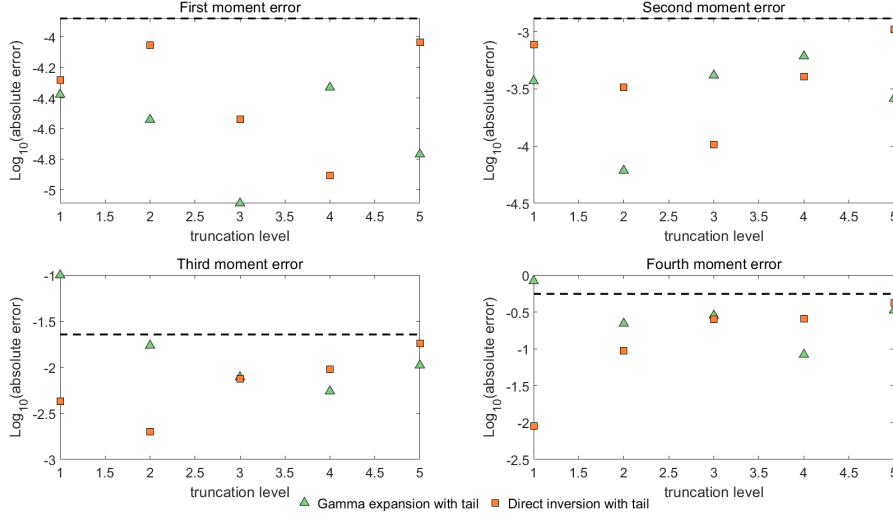 First moment error
Log10(absolute error)
-4
-4.2
-4.4
-4.6
-4.8
-5
1 1.5 2 2.5 3 3.5 4 4.5 5
truncation level
Second moment error
Log10(absolute error)
-3
-3.5
-4
-4.5
1 1.5 2 2.5 3 3.5 4 4.5 5
truncation level
Third moment error
Log10(absolute error)
-1
-1.5
-2
-2.5
-3
1 1.5 2 2.5 3 3.5 4 4.5 5
truncation level
Fourth moment error
Log10(absolute error)
0
-0.5
-1
-1.5
-2
-2.5
1 1.5 2 2.5 3 3.5 4 4.5 5
truncation level
Gamma expansion with tail Direct inversion with tail